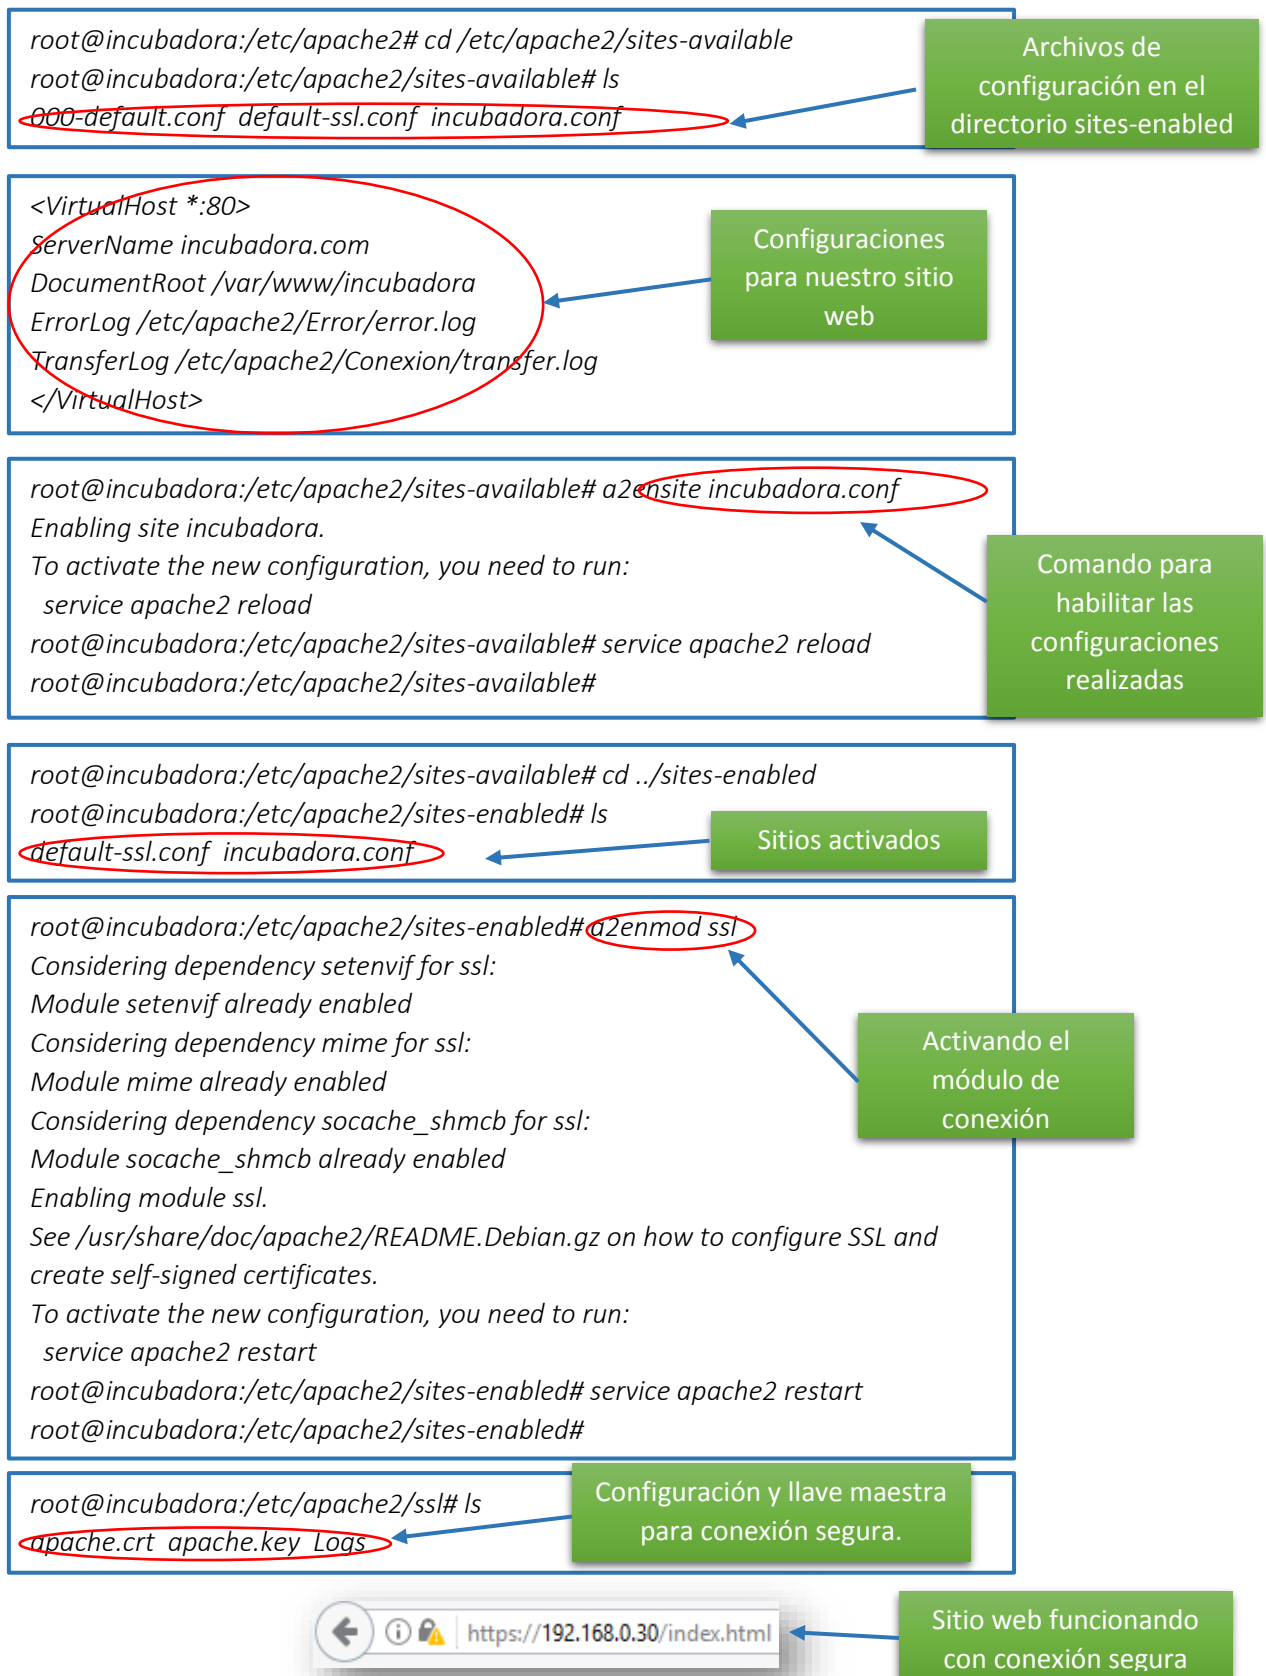 root@incubadora:/etc/apache2# cd /etc/apache2/sites-available
root@incubadora:/etc/apache2/sites-available# ls
000-default.conf  default-ssl.conf  incubadora.conf
Archivos de
configuración en el
directorio sites-enabled
<VirtualHost *:80>
ServerName incubadora.com
DocumentRoot /var/www/incubadora
ErrorLog /etc/apache2/Error/error.log
TransferLog /etc/apache2/Conexion/transfer.log
</VirtualHost>
Configuraciones
para nuestro sitio
web
root@incubadora:/etc/apache2/sites-available# a2ensite incubadora.conf
Enabling site incubadora.
To activate the new configuration, you need to run:
  service apache2 reload
root@incubadora:/etc/apache2/sites-available# service apache2 reload
root@incubadora:/etc/apache2/sites-available#
Comando para
habilitar las
configuraciones
realizadas
root@incubadora:/etc/apache2/sites-available# cd ../sites-enabled
root@incubadora:/etc/apache2/sites-enabled# ls
default-ssl.conf  incubadora.conf
Sitios activados
root@incubadora:/etc/apache2/sites-enabled# a2enmod ssl
Considering dependency setenvif for ssl:
Module setenvif already enabled
Considering dependency mime for ssl:
Module mime already enabled
Considering dependency socache_shmcb for ssl:
Module socache_shmcb already enabled
Enabling module ssl.
See /usr/share/doc/apache2/README.Debian.gz on how to configure SSL and
create self-signed certificates.
To activate the new configuration, you need to run:
  service apache2 restart
root@incubadora:/etc/apache2/sites-enabled# service apache2 restart
root@incubadora:/etc/apache2/sites-enabled#
Activando el
módulo de
conexión
root@incubadora:/etc/apache2/ssl# ls
apache.crt  apache.key  Logs
Configuración y llave maestra
para conexión segura.
https://192.168.0.30/index.html
Sitio web funcionando
con conexión segura